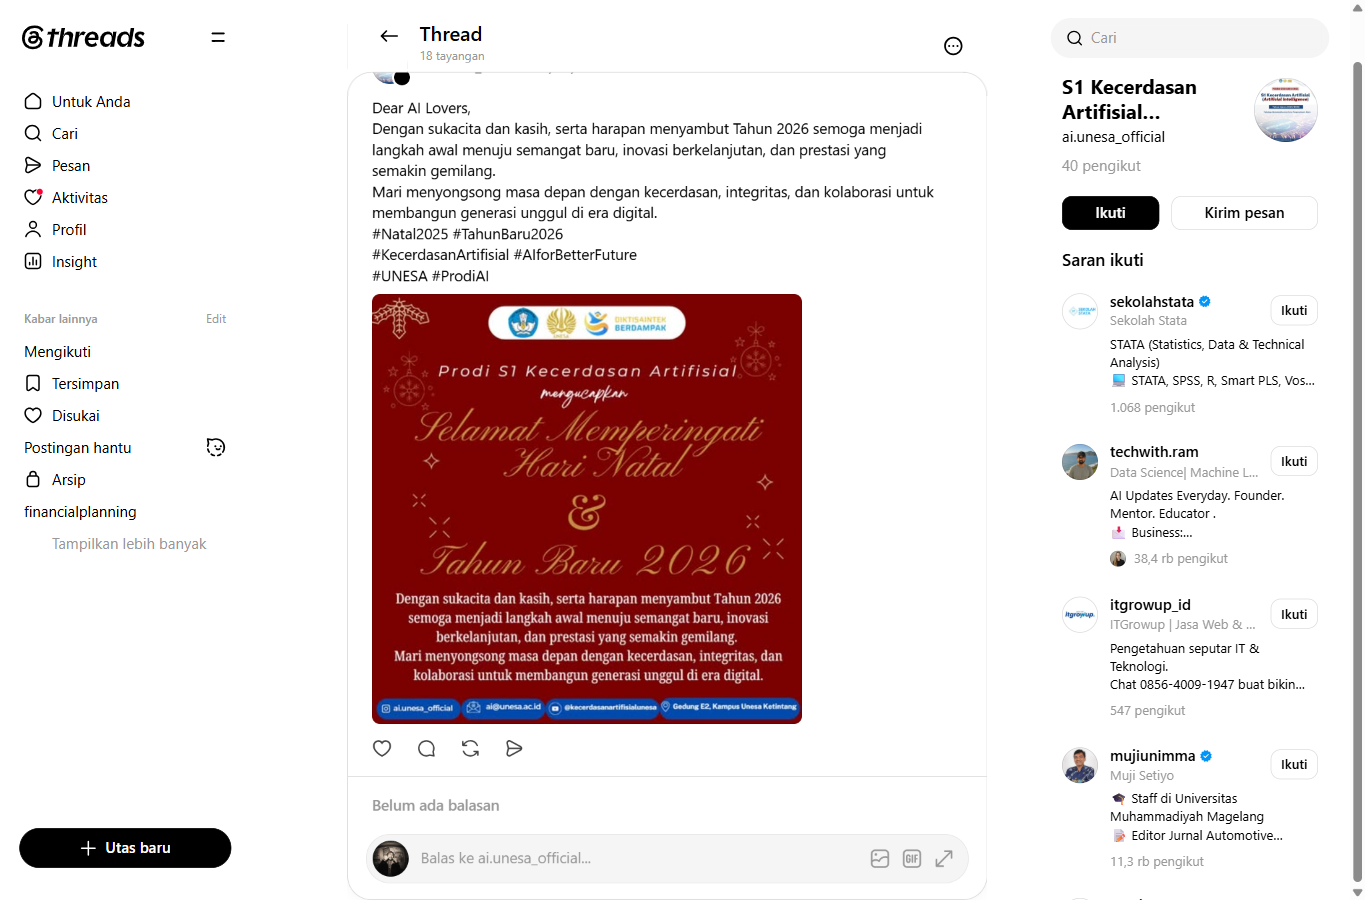 threads
Untuk Anda
Cari
Pesan
Aktivitas
Profil
Insight
Kabar lainnya
Edit
Mengikuti
Tersimpan
Disukai
Postingan hantu
Arsip
financialplanning
Tampilkan lebih banyak
Utas baru
Thread
18 tayangan
Dear AI Lovers,
Dengan sukacita dan kasih, serta harapan menyambut Tahun 2026 semoga menjadi
langkah awal menuju semangat baru, inovasi berkelanjutan, dan prestasi yang
semakin gemilang.
Mari menyongsong masa depan dengan kecerdasan, integritas, dan kolaborasi untuk
membangun generasi unggul di era digital.
#Natal2025 #TahunBaru2026
#KecerdasanArtifisial #AIforBetterFuture
#UNESA #ProdiAI
UNESA
DIKTISAINTEK
BERDAMPAK
Prodi S1 Kecerdasan Artifisial
mengucapkan
Selamat Memperingati
Hari Natal
&
Tahun Baru 2026
Dengan sukacita dan kasih, serta harapan menyambut Tahun 2026
semoga menjadi langkah awal menuju semangat baru, inovasi
berkelanjutan, dan prestasi yang semakin gemilang.
Mari menyongsong masa depan dengan kecerdasan, integritas, dan
kolaborasi untuk membangun generasi unggul di era digital.
ai.unesa_official
ai@unesa.ac.id
@kecerdasanartifisialunesa
Gedung E2, Kampus Unesa Ketintang
Belum ada balasan
Balas ke ai.unesa_official...
GIF
Cari
S1 Kecerdasan
Artifisial...
ai.unesa_official
40 pengikut
S1 Kecerdasan Artifisial
(Artificial Intelligence)
Ikuti
Kirim pesan
Saran ikuti
sekolahstata
Sekolah Stata
Ikuti
STATA (Statistics, Data & Technical
Analysis)
STATA, SPSS, R, Smart PLS, Vos...
1.068 pengikut
techwith.ram
Data Science| Machine L...
Ikuti
AI Updates Everyday. Founder.
Mentor. Educator .
Business:...
38,4 rb pengikut
itgrowup.
itgrowup_id
ITGrowup | Jasa Web & ...
Ikuti
Pengetahuan seputar IT &
Teknologi.
Chat 0856-4009-1947 buat bikin...
547 pengikut
mujiunimma
Muji Setiyo
Ikuti
Staff di Universitas
Muhammadiyah Magelang
Editor Jurnal Automotive...
11,3 rb pengikut